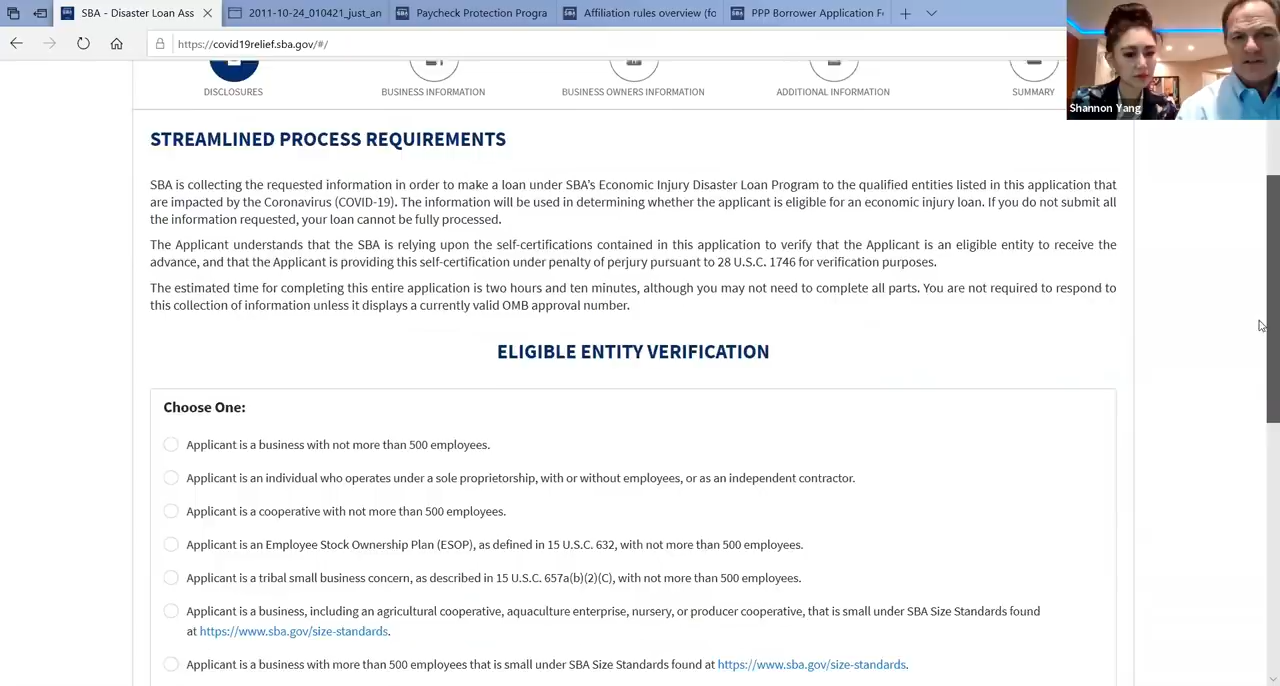 SBA - Disaster Loan Ass
2011-10-24_010421_just_an
Paycheck Protection Progra
Affiliation rules overview (fo
PPP Borrower Application Fo
https://covid19relief.sba.gov/#/
Shannon Yang
DISCLOSURES
BUSINESS INFORMATION
BUSINESS OWNERS INFORMATION
ADDITIONAL INFORMATION
SUMMARY
STREAMLINED PROCESS REQUIREMENTS
SBA is collecting the requested information in order to make a loan under SBA's Economic Injury Disaster Loan Program to the qualified entities listed in this application that
are impacted by the Coronavirus (COVID-19). The information will be used in determining whether the applicant is eligible for an economic injury loan. If you do not submit all
the information requested, your loan cannot be fully processed.
The Applicant understands that the SBA is relying upon the self-certifications contained in this application to verify that the Applicant is an eligible entity to receive the
advance, and that the Applicant is providing this self-certification under penalty of perjury pursuant to 28 U.S.C. 1746 for verification purposes.
The estimated time for completing this entire application is two hours and ten minutes, although you may not need to complete all parts. You are not required to respond to
this collection of information unless it displays a currently valid OMB approval number.
ELIGIBLE ENTITY VERIFICATION
Choose One:
Applicant is a business with not more than 500 employees.
Applicant is an individual who operates under a sole proprietorship, with or without employees, or as an independent contractor.
Applicant is a cooperative with not more than 500 employees.
Applicant is an Employee Stock Ownership Plan (ESOP), as defined in 15 U.S.C. 632, with not more than 500 employees.
Applicant is a tribal small business concern, as described in 15 U.S.C. 657a(b)(2)(C), with not more than 500 employees.
Applicant is a business, including an agricultural cooperative, aquaculture enterprise, nursery, or producer cooperative, that is small under SBA Size Standards found
at https://www.sba.gov/size-standards.
Applicant is a business with more than 500 employees that is small under SBA Size Standards found at https://www.sba.gov/size-standards.